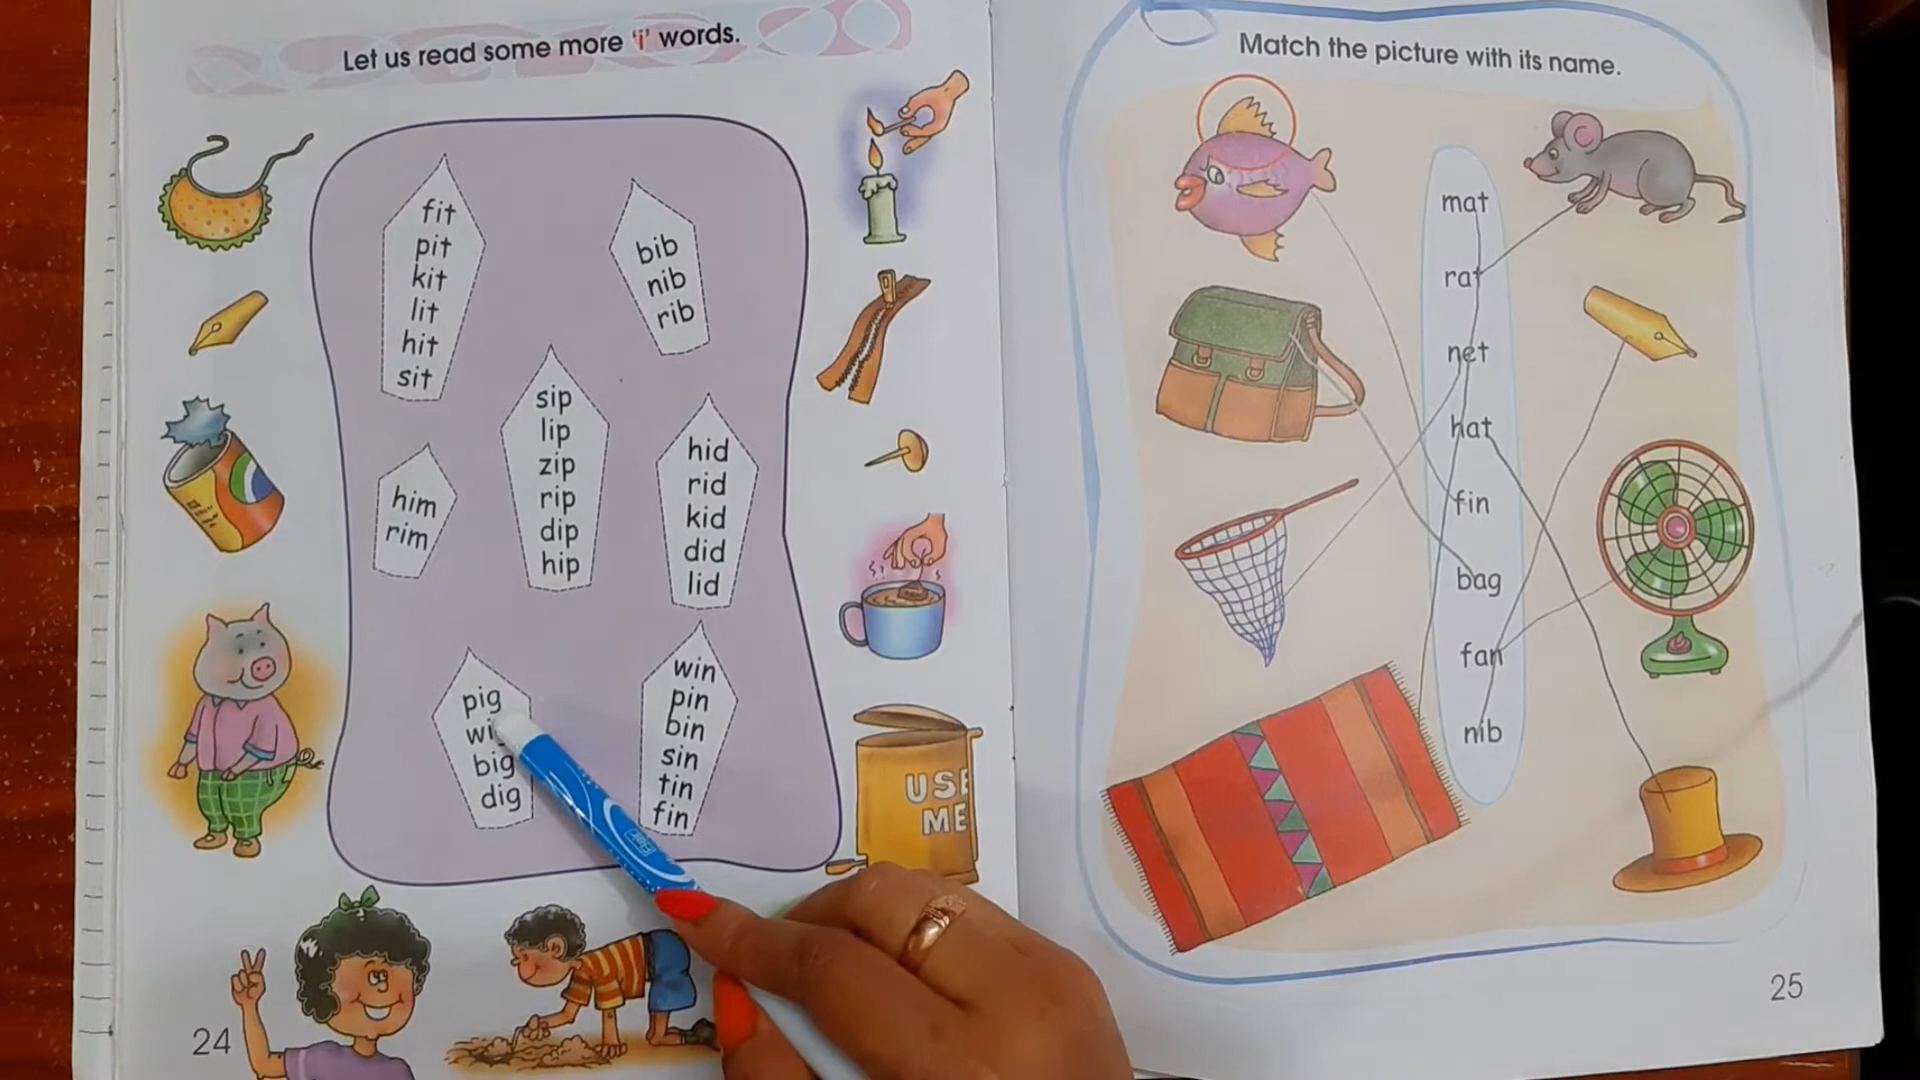 Let us read some more 'i' words.
fit
pit
kit
lit
hit
sit
bib
nib
rib
sip
lip
zip
rip
dip
hip
him
rim
hid
rid
kid
did
lid
pig
big
dig
win
pin
bin
sin
tin
fin
USE
ME
24
Match the picture with its name.
mat
rat
net
hat
fin
bag
fan
nib
25